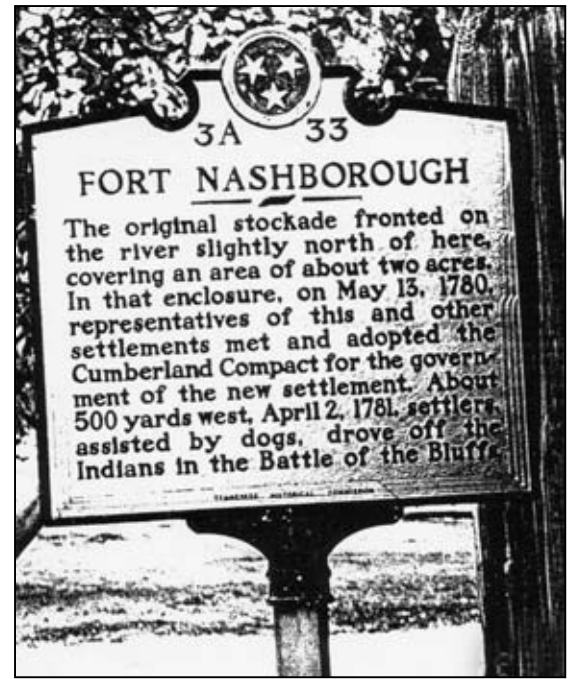 3A 33
FORT NASHBOROUGH
The original stockade fronted on
the river slightly north of here,
covering an area of about two acres.
In that enclosure, on May 13, 1780,
representatives of this and other
settlements met and adopted the
Cumberland Compact for the govern-
ment of the new settlement. About
500 yards west, April 2, 1781, settlers,
assisted by dogs, drove off the
Indians in the Battle of the Bluffs.
TENNESSEE HISTORICAL COMMISSION